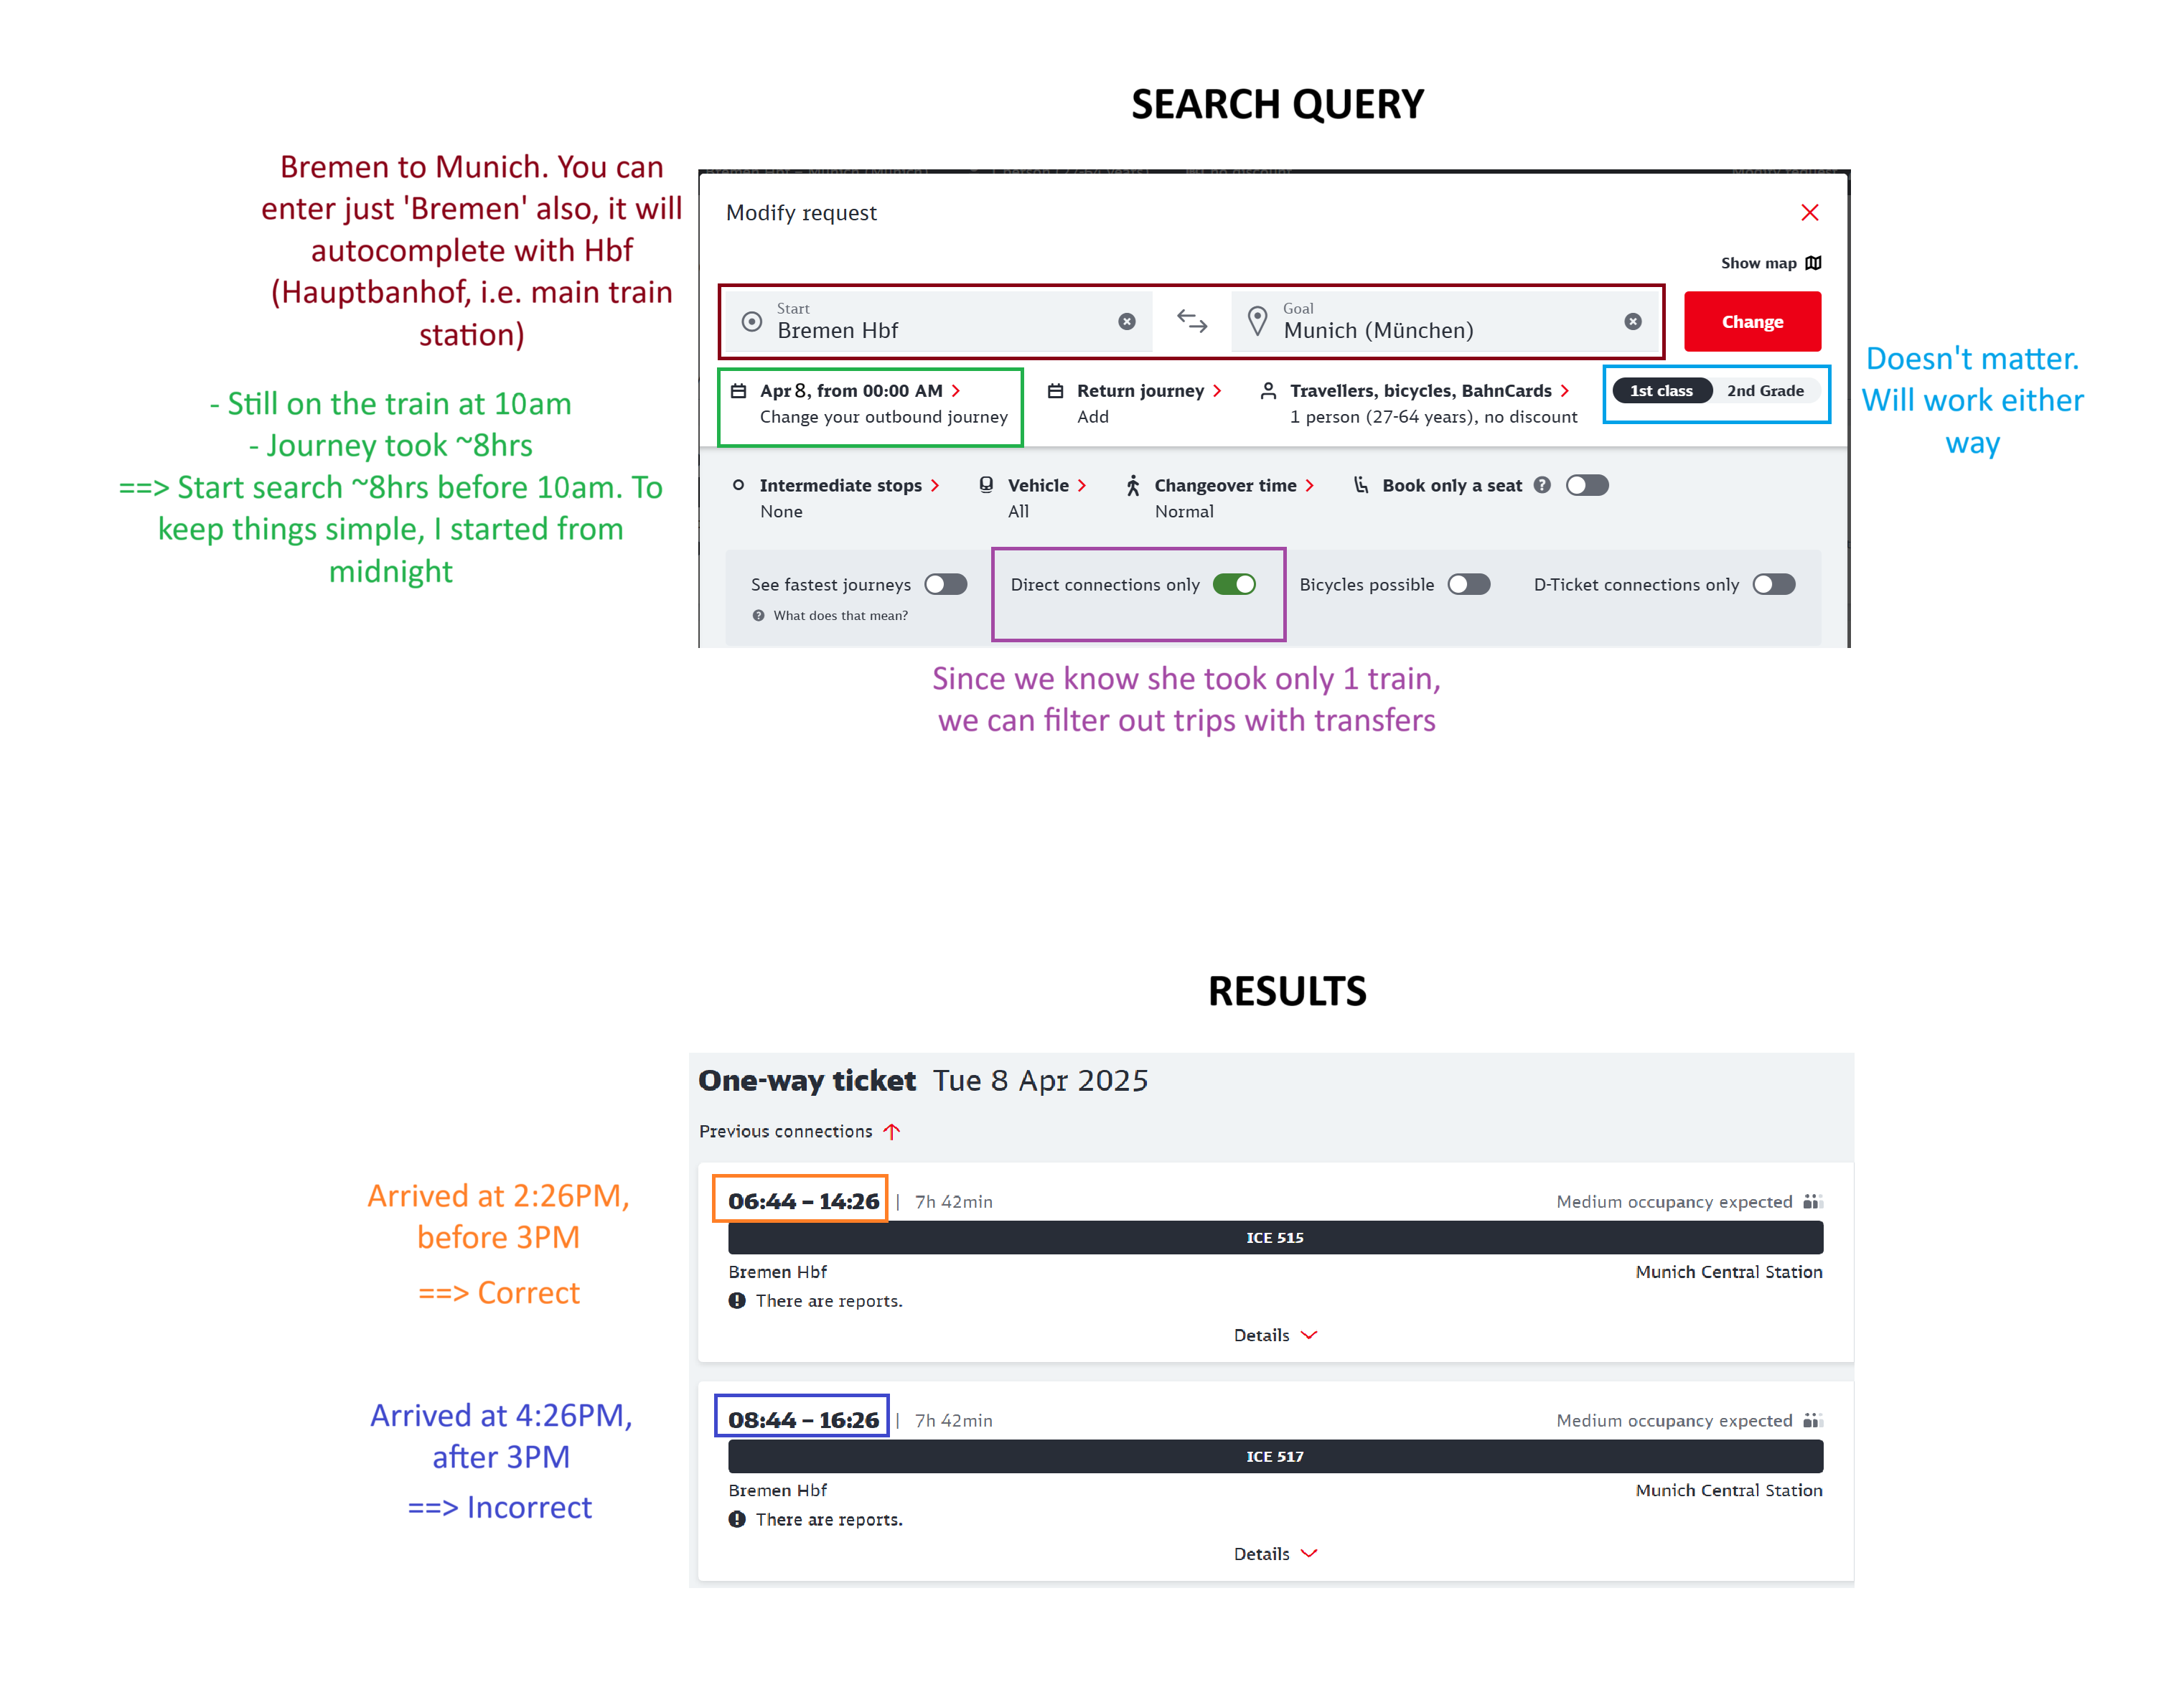 SEARCH QUERY
Bremen to Munich. You can
enter just 'Bremen' also, it will
autocomplete with Hbf
(Hauptbanhof, i.e. main train
station)
- Still on the train at 10am
- Journey took ~8hrs
==> Start search ~8hrs before 10am. To
keep things simple, I started from
midnight
Modify request
Show map
Start
Bremen Hbf
Goal
Munich (München)
Change
Apr 8, from 00:00 AM
Change your outbound journey
Return journey
Add
Travellers, bicycles, BahnCards
1 person (27-64 years), no discount
1st class 2nd Grade
Doesn't matter.
Will work either
way
Intermediate stops
None
Vehicle
All
Changeover time
Normal
Book only a seat ?
See fastest journeys
? What does that mean?
Direct connections only
Bicycles possible
D-Ticket connections only
Since we know she took only 1 train,
we can filter out trips with transfers
RESULTS
One-way ticket Tue 8 Apr 2025
Previous connections
Arrived at 2:26PM,
before 3PM
==> Correct
06:44 – 14:26 | 7h 42min
Medium occupancy expected
ICE 515
Bremen Hbf
Munich Central Station
There are reports.
Details
Arrived at 4:26PM,
after 3PM
==> Incorrect
08:44 – 16:26 | 7h 42min
Medium occupancy expected
ICE 517
Bremen Hbf
Munich Central Station
There are reports.
Details